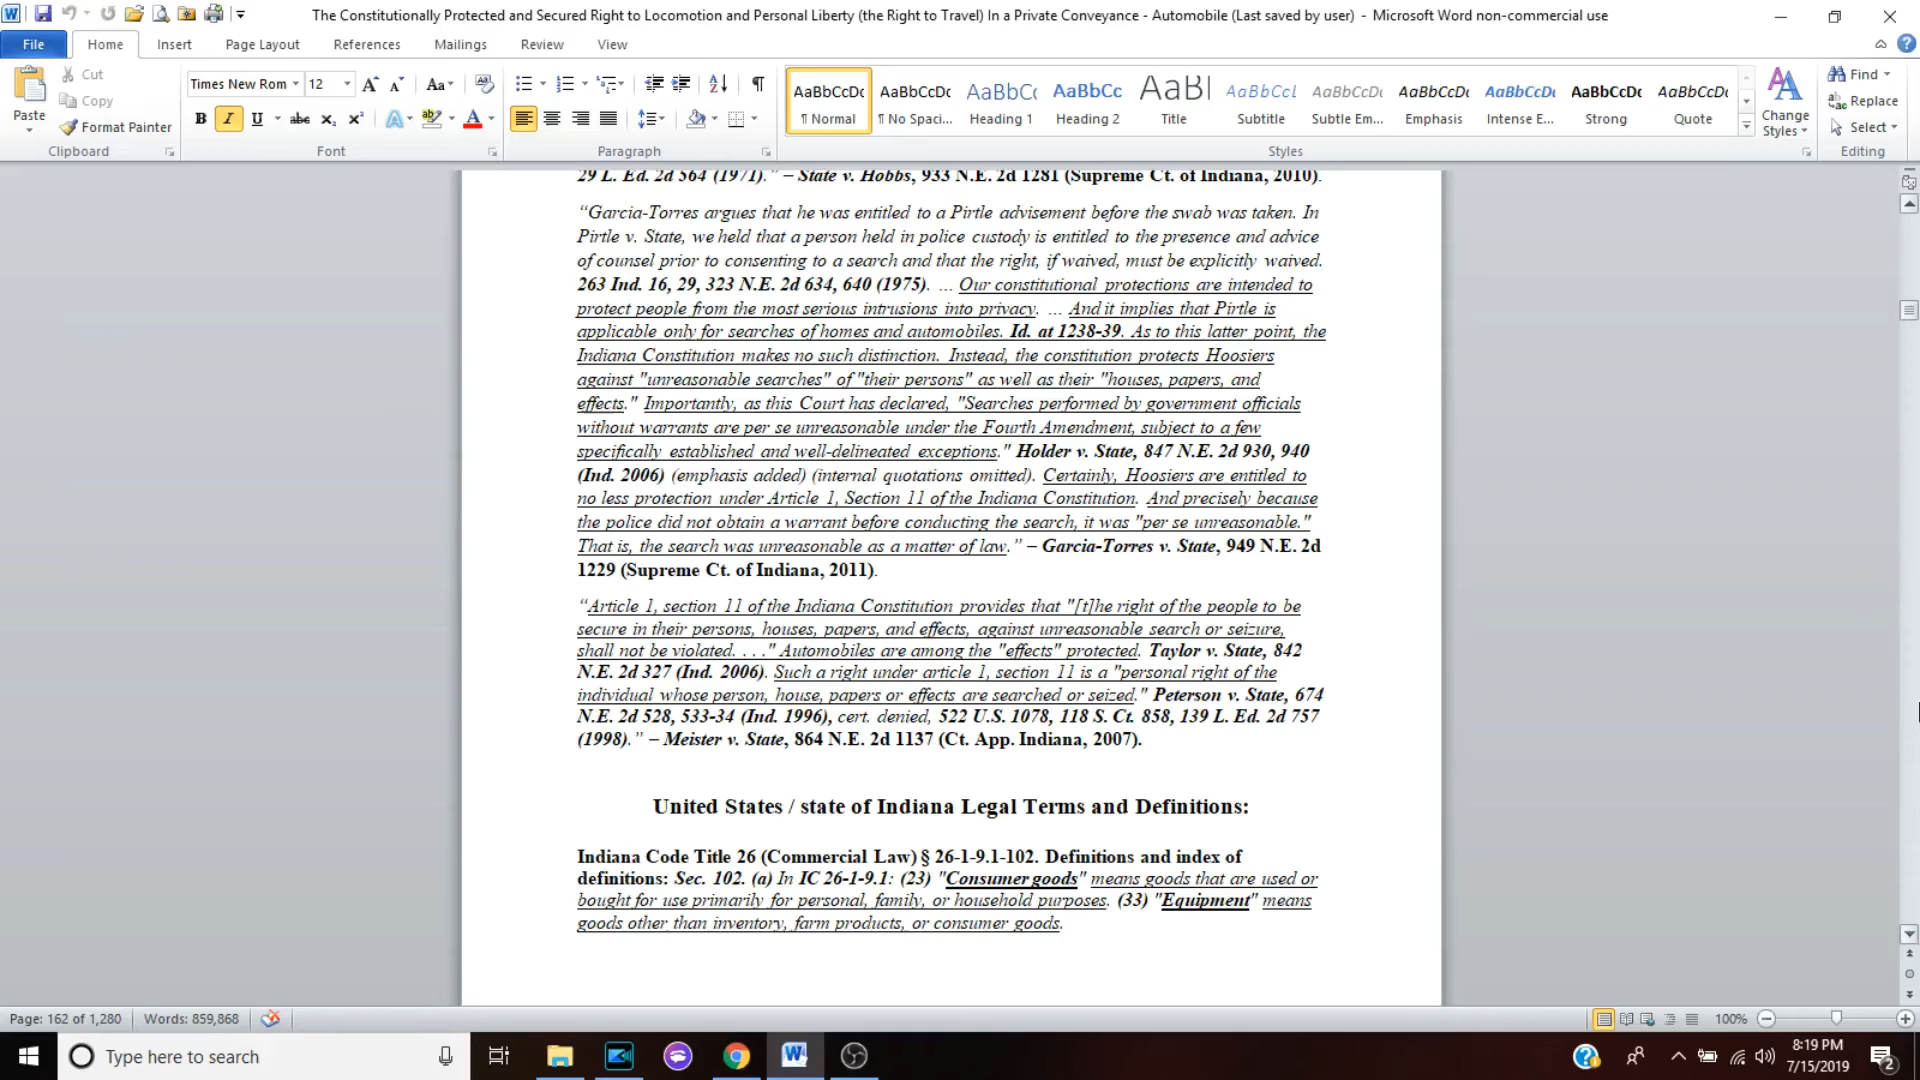 The Constitutionally Protected and Secured Right to Locomotion and Personal Liberty (the Right to Travel) In a Private Conveyance - Automobile (Last saved by user) - Microsoft Word non-commercial use
File Home Insert Page Layout References Mailings Review View
Cut
Copy
Format Painter
Paste
Times New Rom 12
Aa
B I U abc x₂ x²
AaBbCcDc AaBbCcDc AaBbC AaBbCc AaBl AaBbCcL AaBbCcDc AaBbCcDc AaBbCcDc AaBbCcDc AaBbCcDc
¶ Normal ¶ No Spaci... Heading 1 Heading 2 Title Subtitle Subtle Em... Emphasis Intense E... Strong Quote
Change
Styles
Find
Replace
Select
Clipboard Font Paragraph Styles Editing
29 L. Ed. 2d 564 (1971).” – State v. Hobbs, 933 N.E. 2d 1281 (Supreme Ct. of Indiana, 2010).
“Garcia-Torres argues that he was entitled to a Pirtle advisement before the swab was taken. In
Pirtle v. State, we held that a person held in police custody is entitled to the presence and advice
of counsel prior to consenting to a search and that the right, if waived, must be explicitly waived.
263 Ind. 16, 29, 323 N.E. 2d 634, 640 (1975). … Our constitutional protections are intended to
protect people from the most serious intrusions into privacy. … And it implies that Pirtle is
applicable only for searches of homes and automobiles. Id. at 1238-39. As to this latter point, the
Indiana Constitution makes no such distinction. Instead, the constitution protects Hoosiers
against "unreasonable searches" of "their persons" as well as their "houses, papers, and
effects." Importantly, as this Court has declared, "Searches performed by government officials
without warrants are per se unreasonable under the Fourth Amendment, subject to a few
specifically established and well-delineated exceptions." Holder v. State, 847 N.E. 2d 930, 940
(Ind. 2006) (emphasis added) (internal quotations omitted). Certainly, Hoosiers are entitled to
no less protection under Article 1, Section 11 of the Indiana Constitution. And precisely because
the police did not obtain a warrant before conducting the search, it was "per se unreasonable."
That is, the search was unreasonable as a matter of law.” – Garcia-Torres v. State, 949 N.E. 2d
1229 (Supreme Ct. of Indiana, 2011).
“Article 1, section 11 of the Indiana Constitution provides that "[t]he right of the people to be
secure in their persons, houses, papers, and effects, against unreasonable search or seizure,
shall not be violated. . . ." Automobiles are among the "effects" protected. Taylor v. State, 842
N.E. 2d 327 (Ind. 2006). Such a right under article 1, section 11 is a "personal right of the
individual whose person, house, papers or effects are searched or seized." Peterson v. State, 674
N.E. 2d 528, 533-34 (Ind. 1996), cert. denied, 522 U.S. 1078, 118 S. Ct. 858, 139 L. Ed. 2d 757
(1998).” – Meister v. State, 864 N.E. 2d 1137 (Ct. App. Indiana, 2007).
United States / state of Indiana Legal Terms and Definitions:
Indiana Code Title 26 (Commercial Law) § 26-1-9.1-102. Definitions and index of
definitions: Sec. 102. (a) In IC 26-1-9.1: (23) "Consumer goods" means goods that are used or
bought for use primarily for personal, family, or household purposes. (33) "Equipment" means
goods other than inventory, farm products, or consumer goods.
Page: 162 of 1,280 Words: 859,868 100%
Type here to search
8:19 PM
7/15/2019
2